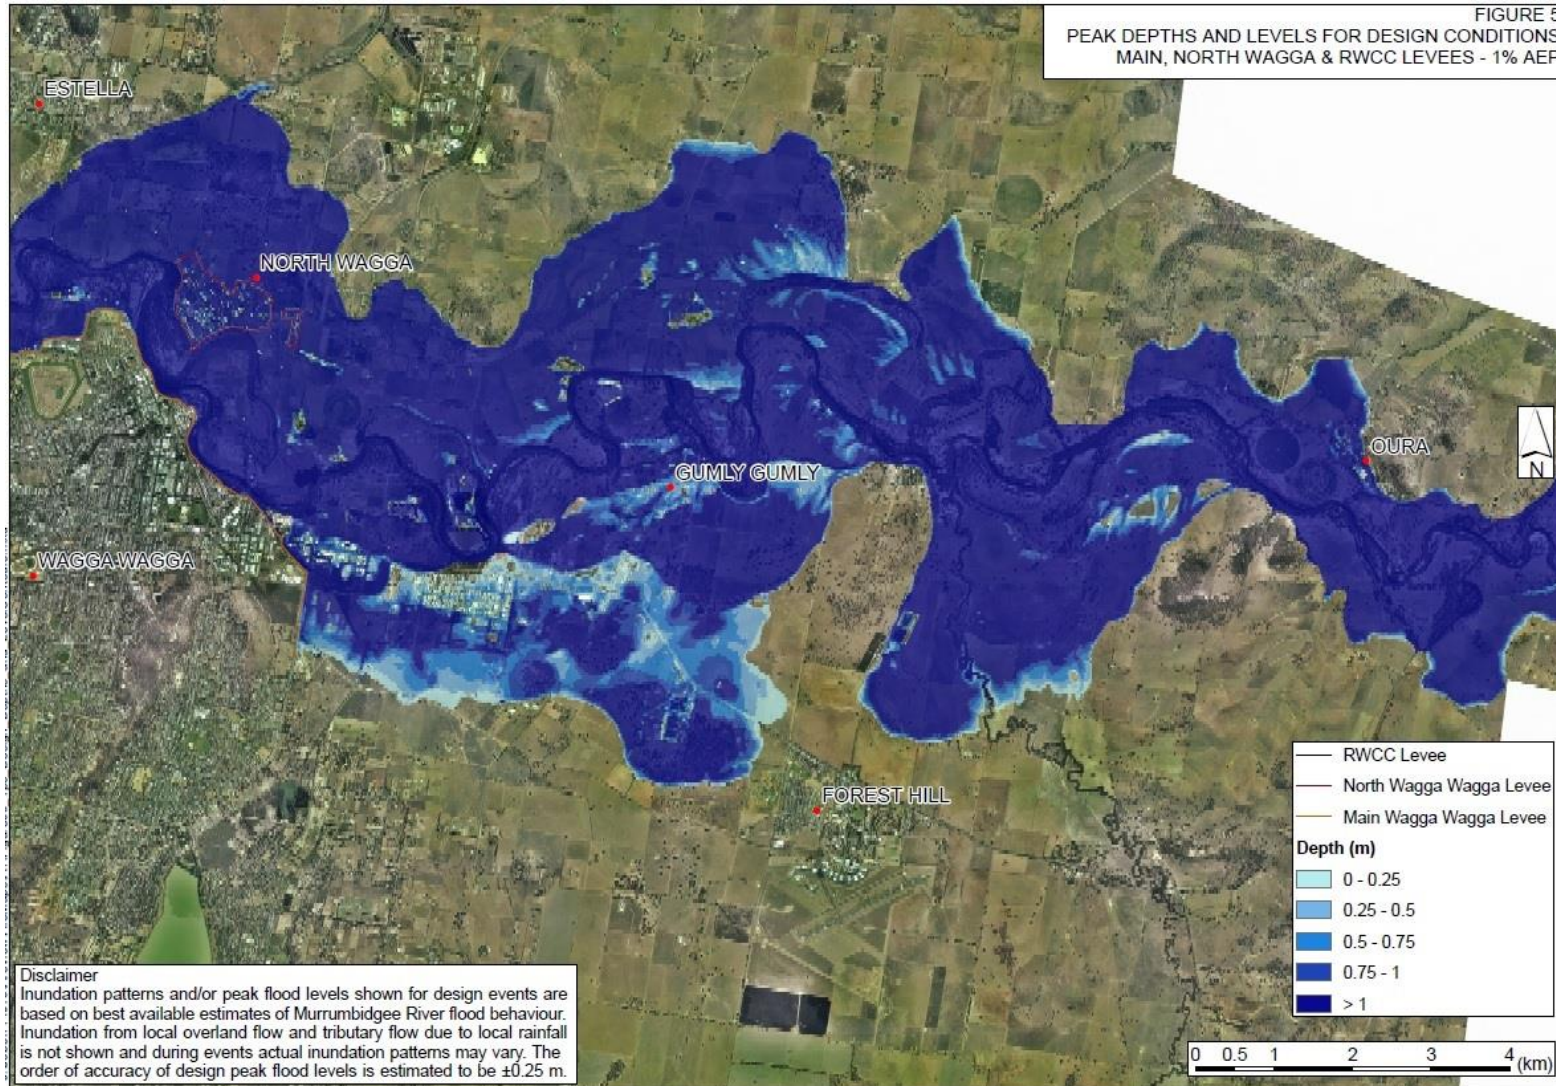 FIGURE 5
PEAK DEPTHS AND LEVELS FOR DESIGN CONDITIONS
MAIN, NORTH WAGGA & RWCC LEVEES - 1% AEP
ESTELLA
NORTH WAGGA
GUMLY GUMLY
OURA
N
WAGGA WAGGA
FOREST HILL
RWCC Levee
North Wagga Wagga Levee
Main Wagga Wagga Levee
Depth (m)
0 - 0.25
0.25 - 0.5
0.5 - 0.75
0.75 - 1
> 1
0 0.5 1 2 3 4 (km)
Disclaimer
Inundation patterns and/or peak flood levels shown for design events are
based on best available estimates of Murrumbidgee River flood behaviour.
Inundation from local overland flow and tributary flow due to local rainfall
is not shown and during events actual inundation patterns may vary. The
order of accuracy of design peak flood levels is estimated to be ±0.25 m.